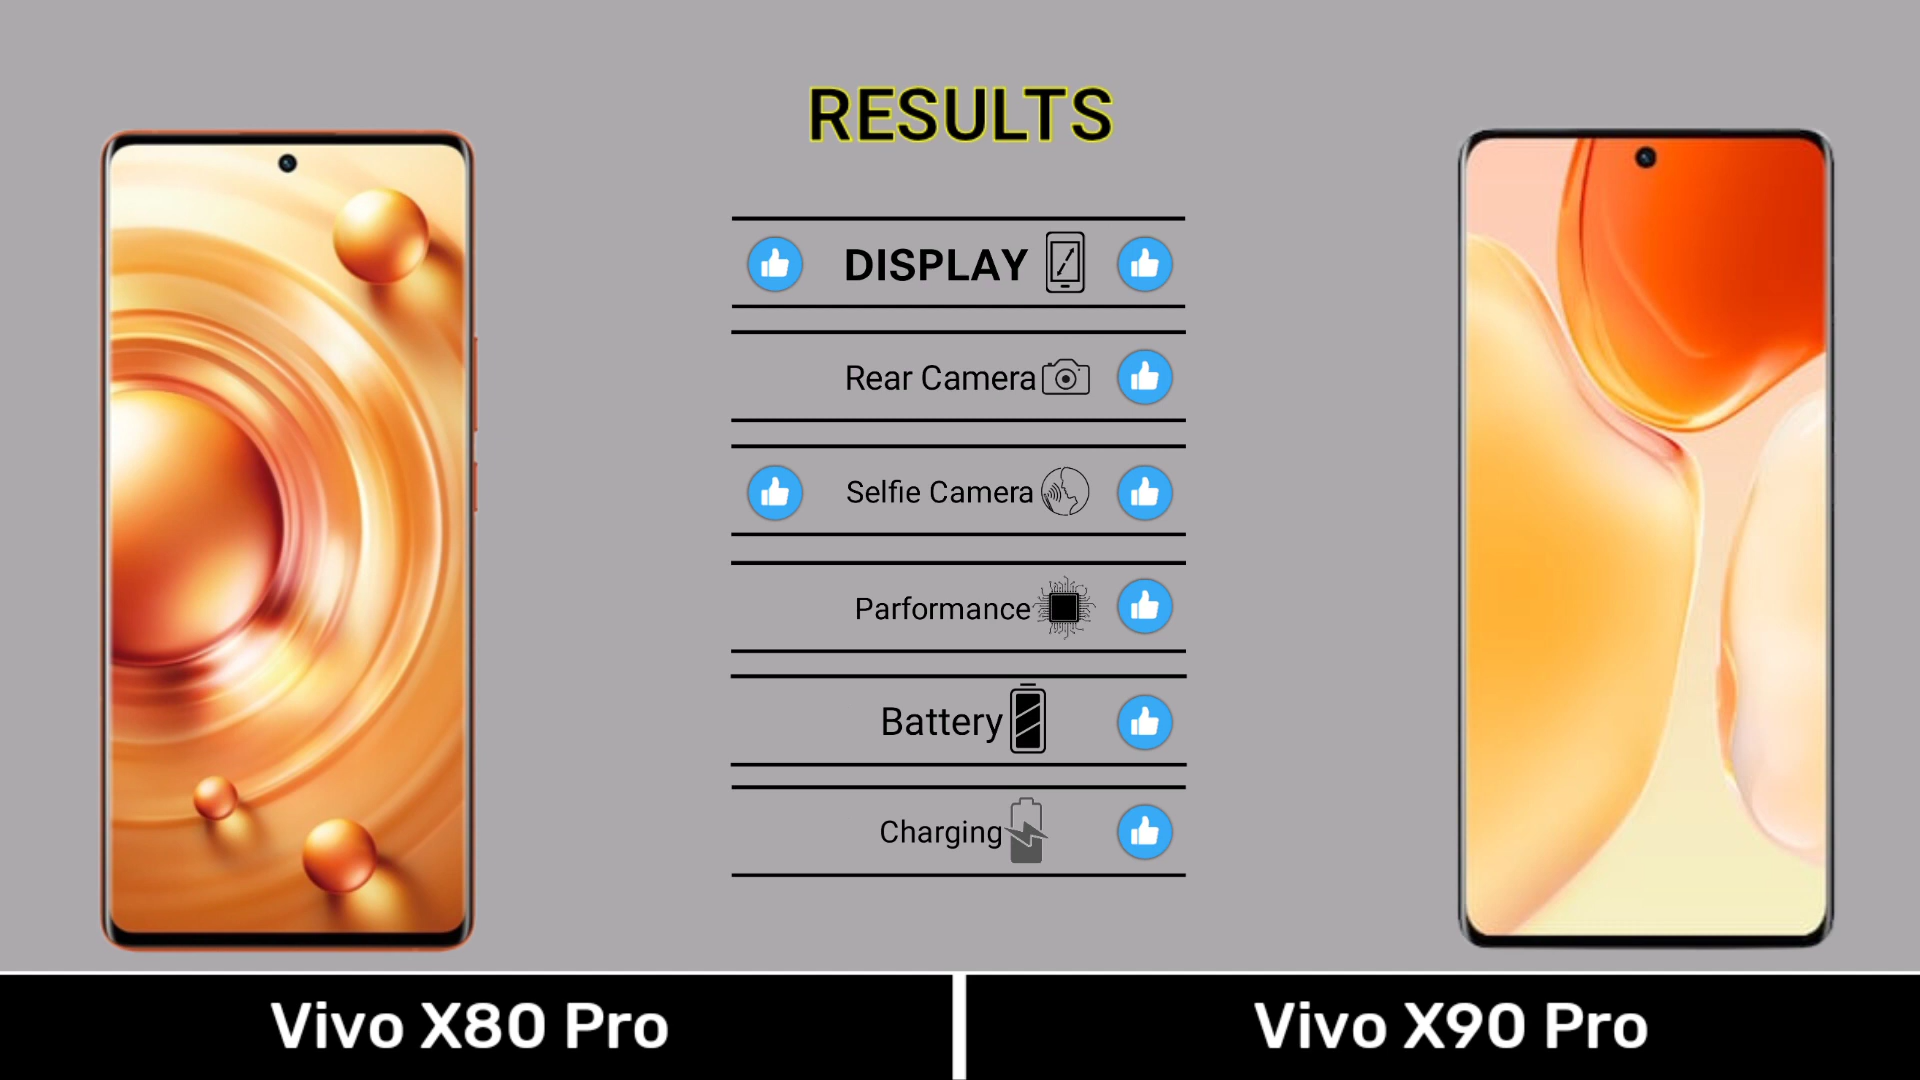 RESULTS
DISPLAY
Rear Camera
Selfie Camera
Parformance
Battery
Charging
Vivo X80 Pro
Vivo X90 Pro